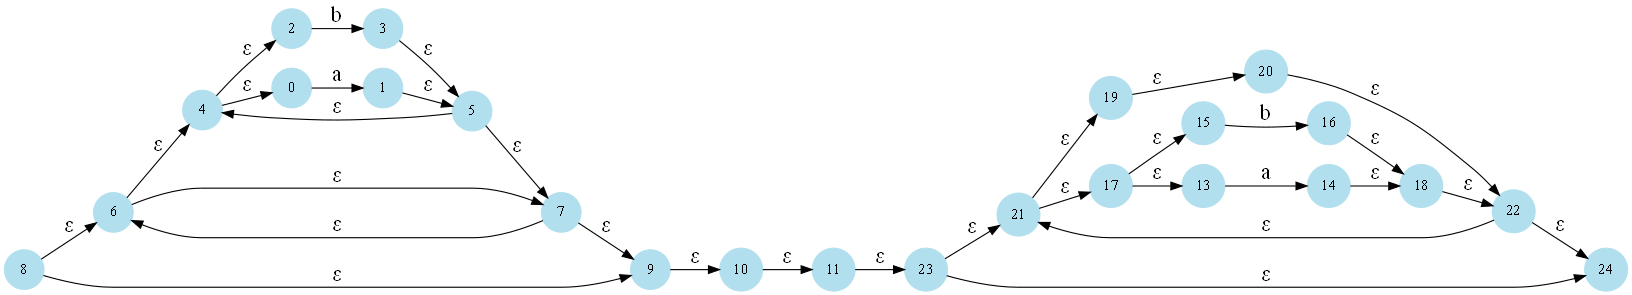 2 b 3
ε ε
20
ε ε
4 ε 0 a 1 ε 5
ε
19
ε
15 b 16
ε ε ε
ε ε
17 ε 13 a 14 ε 18
ε ε ε
6 ε 7 21 22
ε ε
ε ε ε ε
8 9 ε 10 ε 11 ε 23 24
ε ε